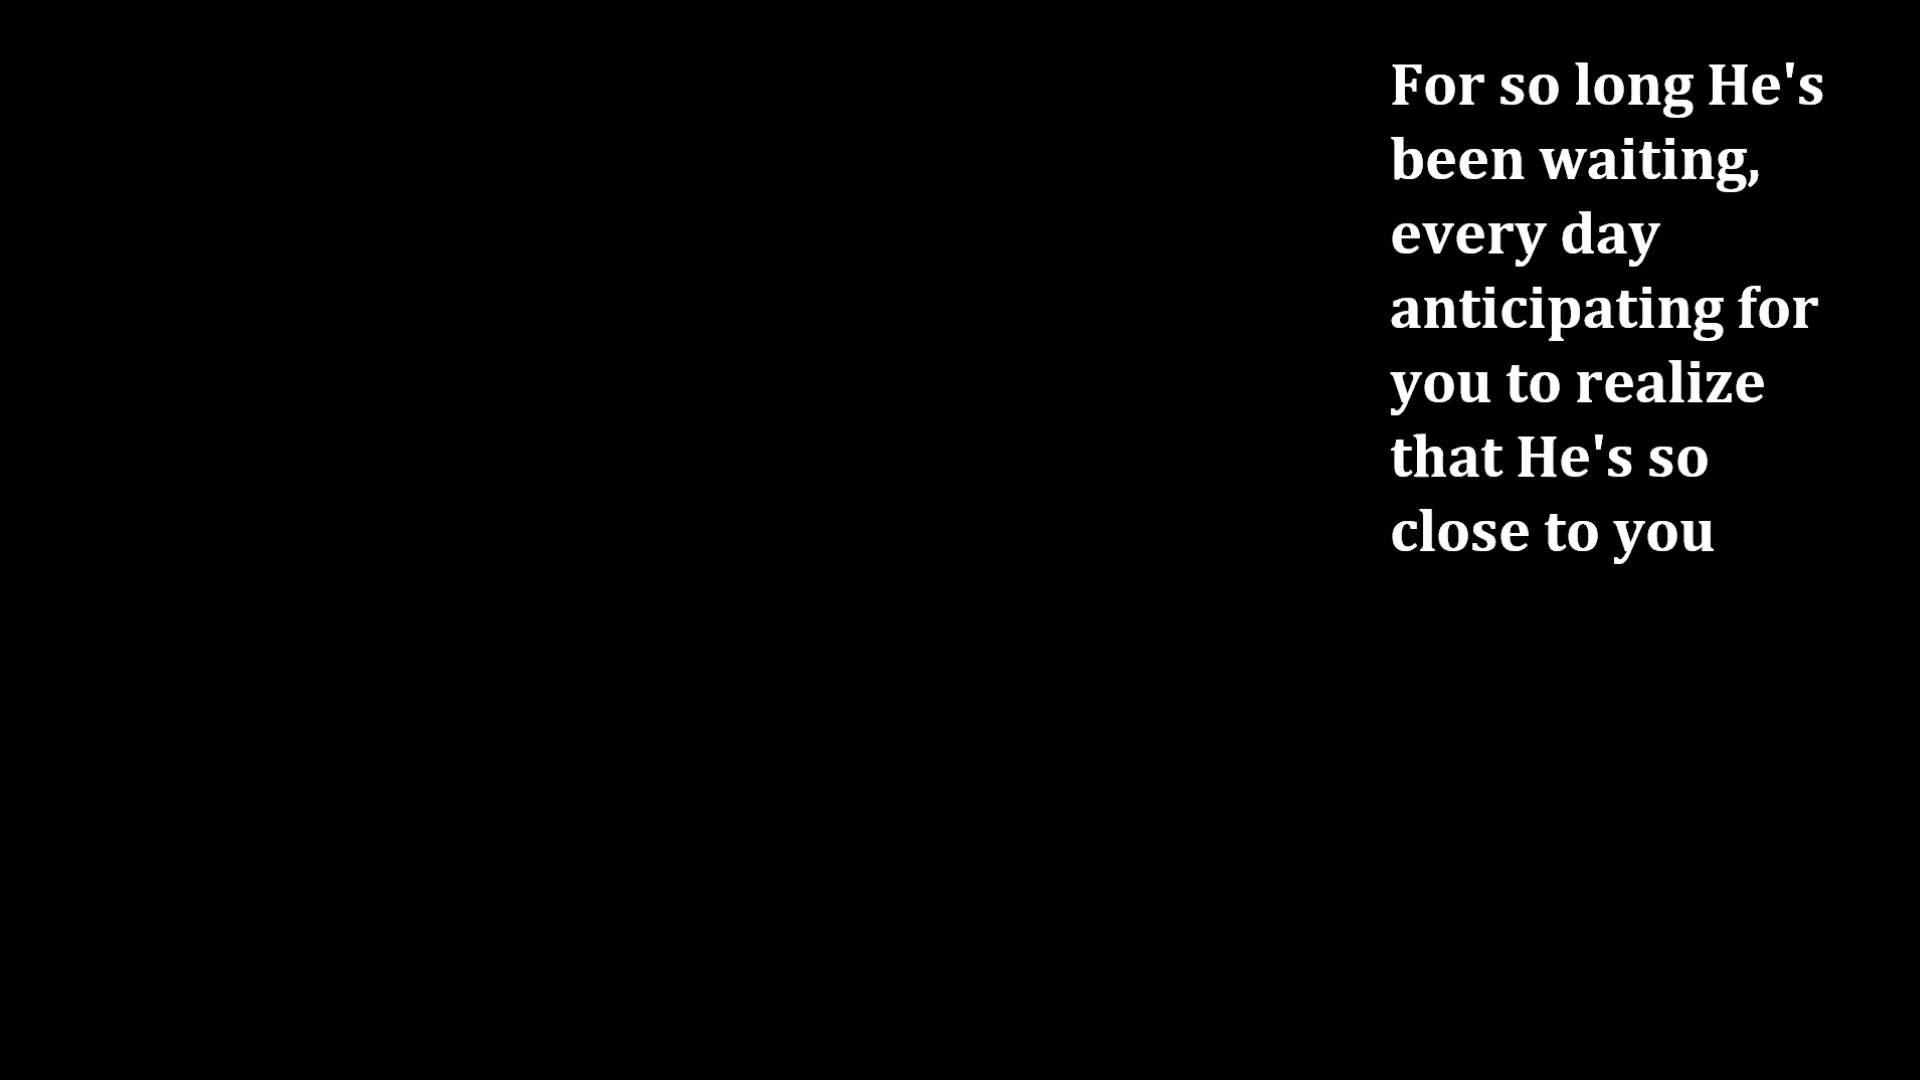 For so long He's
been waiting,
every day
anticipating for
you to realize
that He's so
close to you